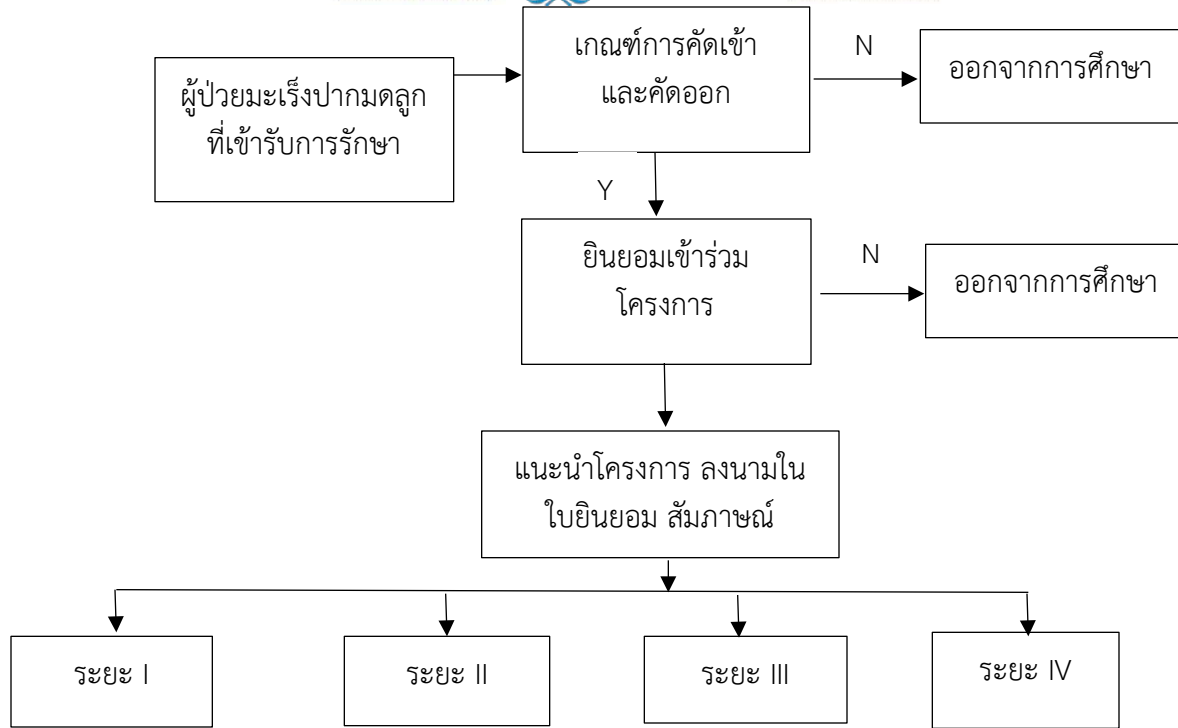 ผู้ป่วยมะเร็งปากมดลูก
ที่เข้ารับการรักษา
เกณฑ์การคัดเข้า
และคัดออก
N
ออกจากการศึกษา
Y
ยินยอมเข้าร่วม
โครงการ
N
ออกจากการศึกษา
แนะนำโครงการ ลงนามใน
ใบยินยอม สัมภาษณ์
ระยะ I
ระยะ II
ระยะ III
ระยะ IV